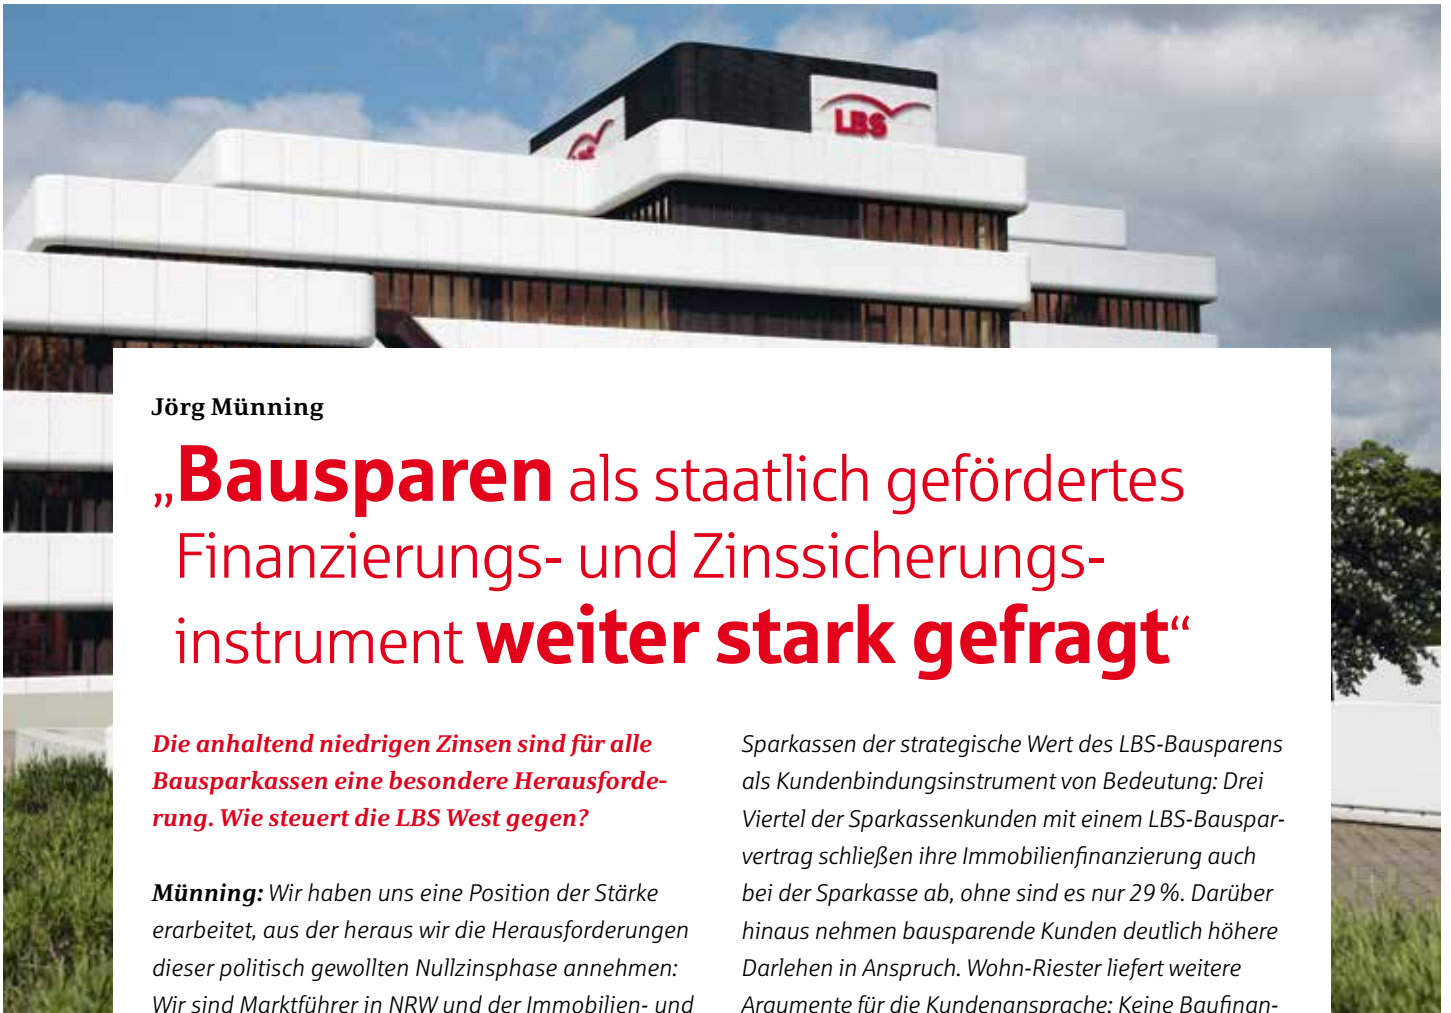 LBS
Jörg Münning
„Bausparen als staatlich gefördertes
Finanzierungs- und Zinssicherungs-
instrument weiter stark gefragt“
Die anhaltend niedrigen Zinsen sind für alle
Bausparkassen eine besondere Herausforde-
rung. Wie steuert die LBS West gegen?
Münning: Wir haben uns eine Position der Stärke
erarbeitet, aus der heraus wir die Herausforderungen
dieser politisch gewollten Nullzinsphase annehmen:
Wir sind Marktführer in NRW und der Immobilien- und
Sparkassen der strategische Wert des LBS-Bausparens
als Kundenbindungsinstrument von Bedeutung: Drei
Viertel der Sparkassenkunden mit einem LBS-Bauspar-
vertrag schließen ihre Immobilienfinanzierung auch
bei der Sparkasse ab, ohne sind es nur 29 %. Darüber
hinaus nehmen bausparende Kunden deutlich höhere
Darlehen in Anspruch. Wohn-Riester liefert weitere
Argumente für die Kundenansprache: Keine Baufinan-